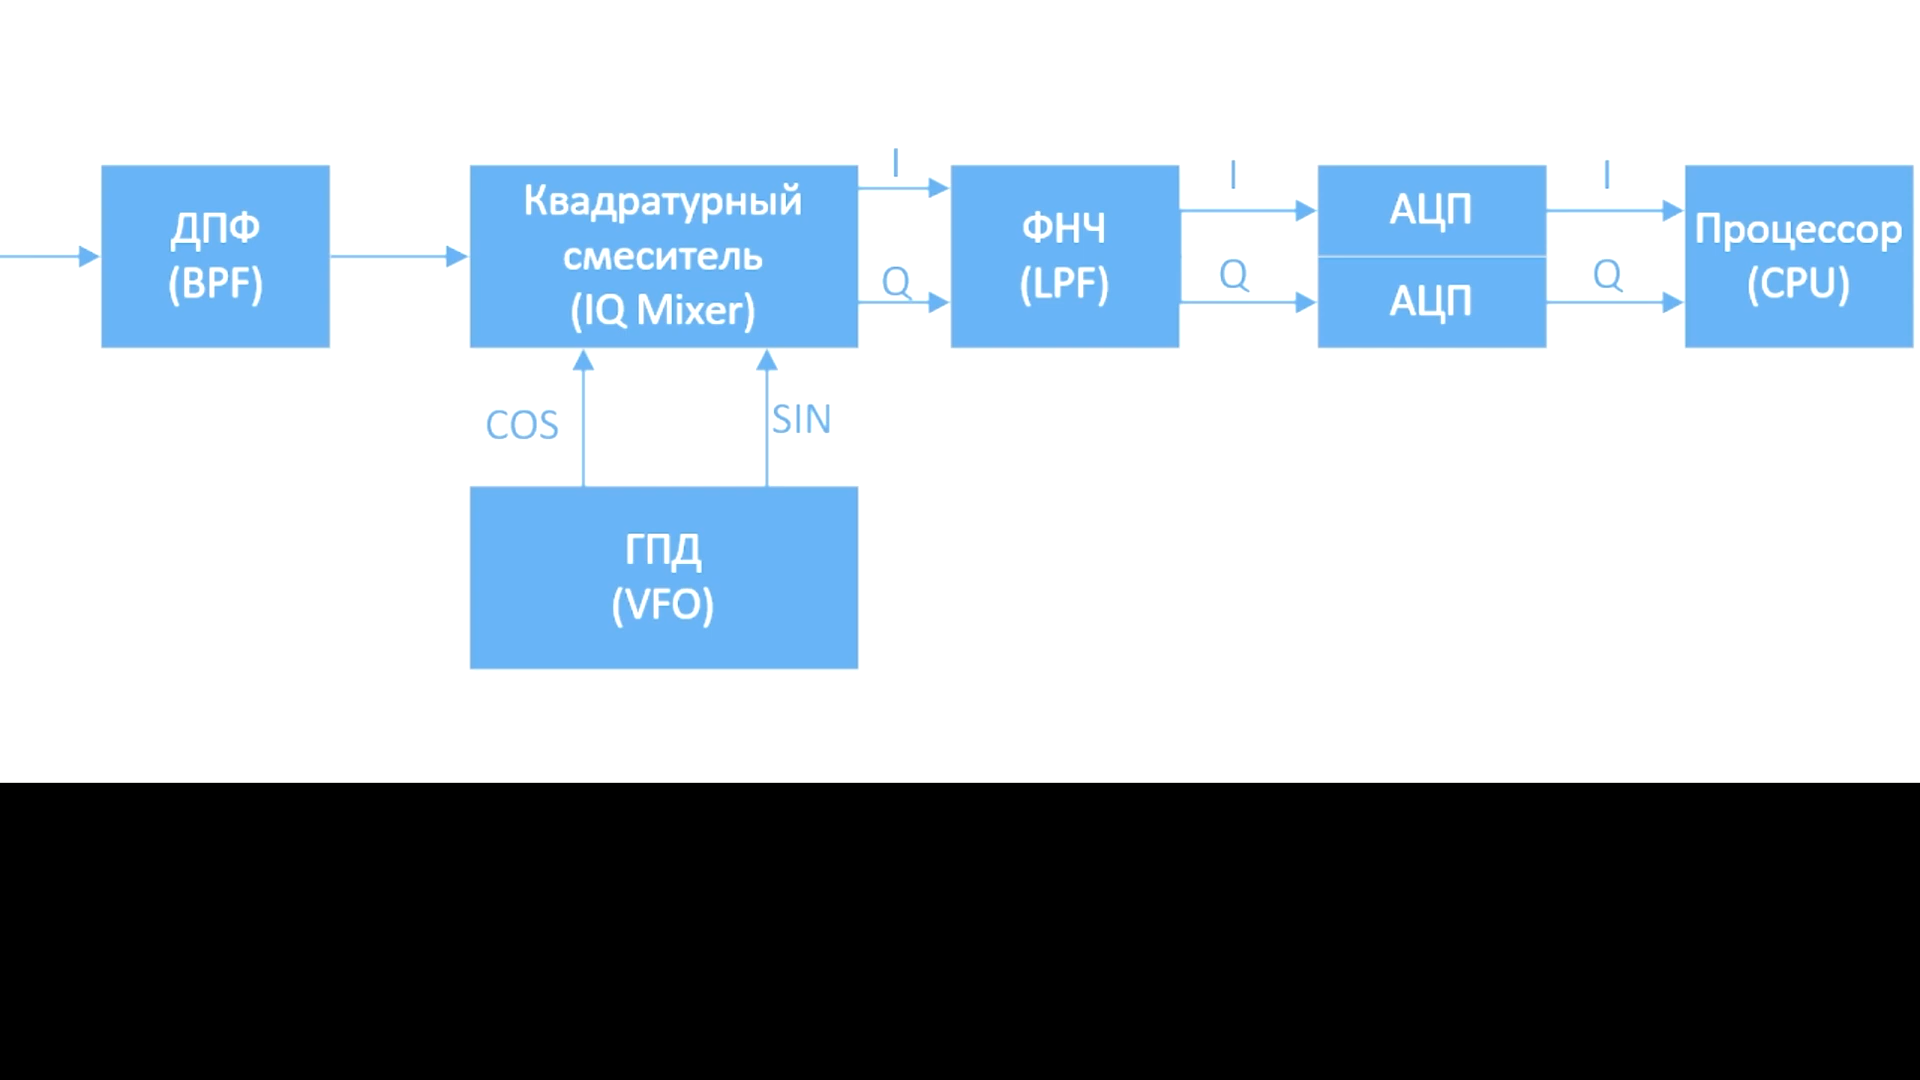 ДПФ
(BPF)
Квадратурный
смеситель
(IQ Mixer)
I
Q
ФНЧ
(LPF)
I
Q
АЦП
АЦП
I
Q
Процессор
(CPU)
COS
SIN
ГПД
(VFO)